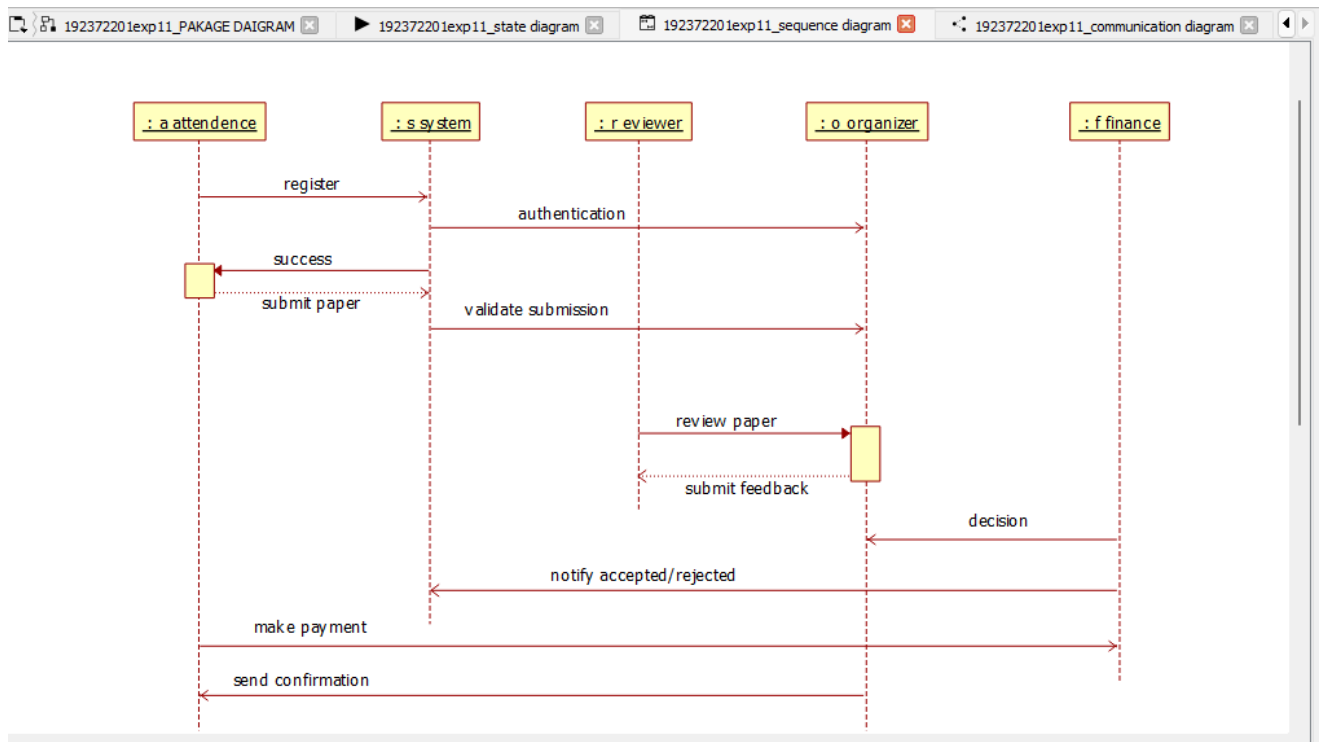 192372201exp11_PAKAGE DAIGRAM
192372201exp11_state diagram
192372201exp11_sequence diagram
192372201exp11_communication diagram
: a attendence
: s system
: r eviewer
: o organizer
: f finance
register
authentication
success
submit paper
validate submission
review paper
submit feedback
decision
notify accepted/rejected
make payment
send confirmation